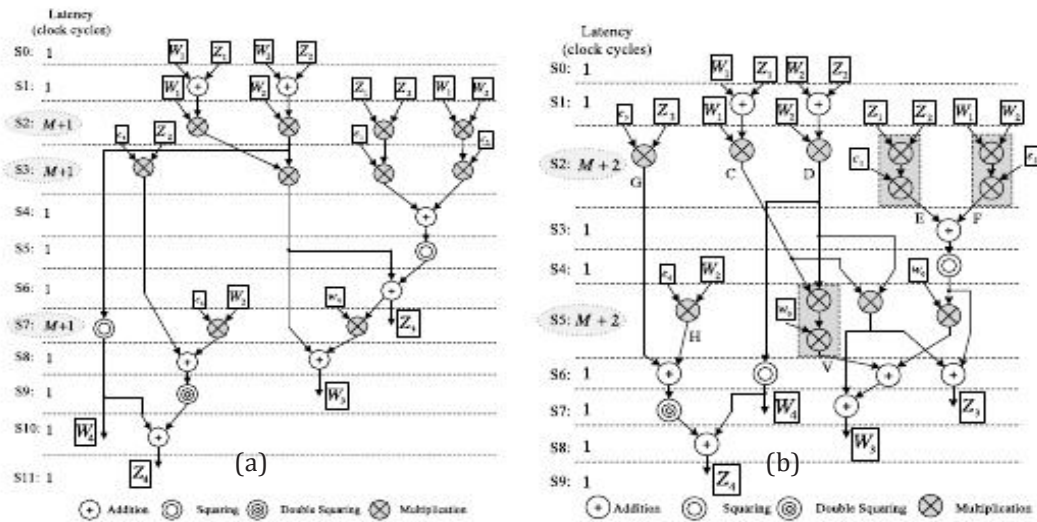 Latency
(clock cycles)
S0: 1
W₁ Z₁ W₂ Z₂
S1: 1
W₁ W₂ Z₁ Z₂ W₁ W₂
S2: M+1
Z₂
S3: M+1
S4: 1
S5: 1
S6: 1
W₂
Z₃
S7: M+1
S8: 1
W₃
S9: 1
S10: 1
W₄
Z₄
S11: 1
(a)
Addition Squaring Double Squaring Multiplication
Latency
(clock cycles)
S0: 1
W₁ Z₁ W₂ Z₂
S1: 1
Z₂ W₁ W₂ Z₁ Z₂ W₁ W₂
S2: M+2
G C D E F
S3: 1
S4: 1
W₂
S5: M+2
H V
S6: 1
W₄ Z₃
S7: 1
W₃
S8: 1
Z₄
S9: 1
(b)
Addition Squaring Double Squaring Multiplication